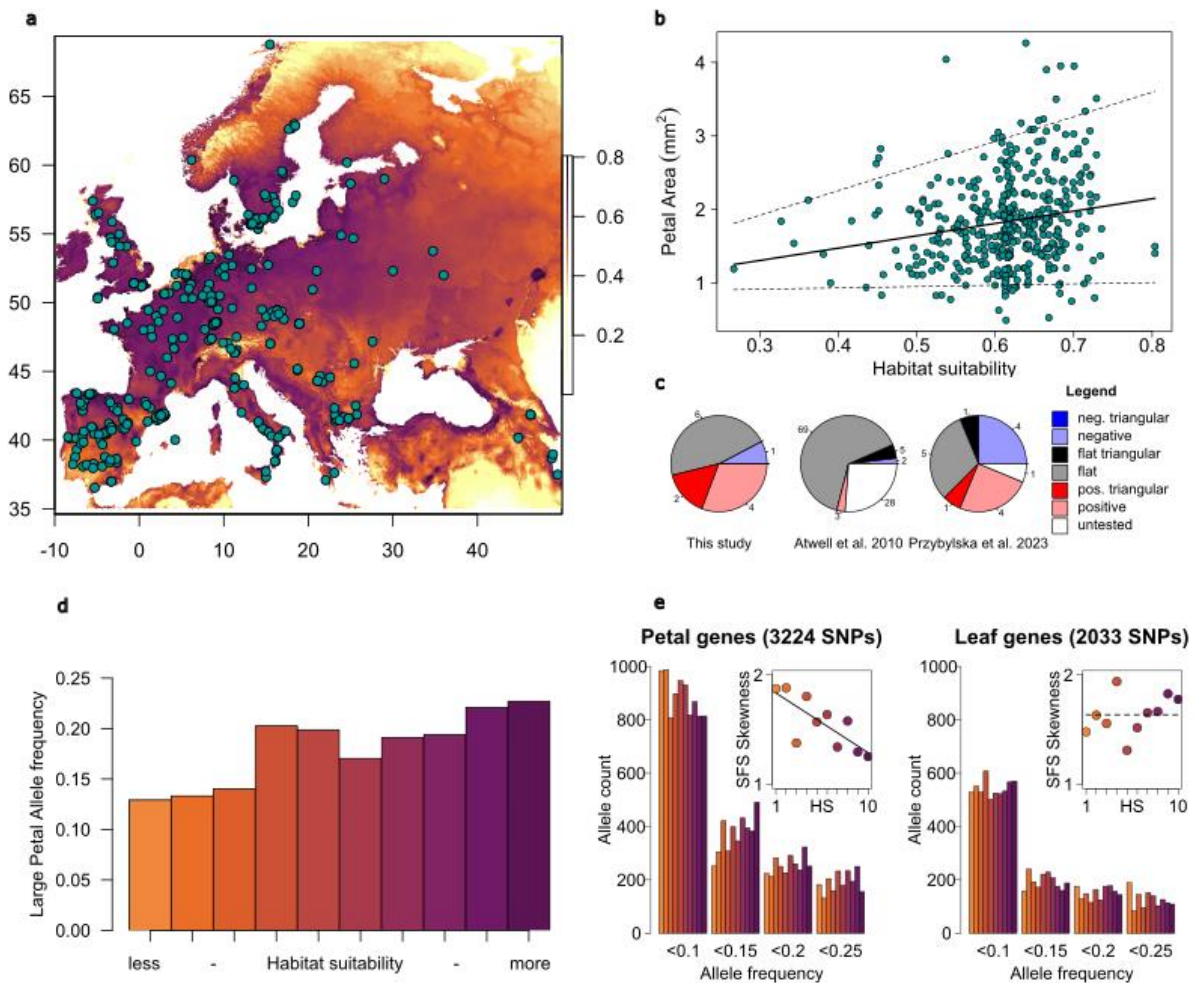 a
65
60
55
50
45
40
35
-10
0
10
20
30
40
0.8
0.6
0.4
0.2
b
Petal Area (mm²)
4
3
2
1
0.3
0.4
0.5
0.6
0.7
0.8
Habitat suitability
c
6
1
2
4
This study
69
5
2
28
3
Atwell et al. 2010
1
4
5
1
1
4
Przybylska et al. 2023
Legend
neg. triangular
negative
flat triangular
flat
pos. triangular
positive
untested
d
Large Petal Allele frequency
0.25
0.20
0.15
0.10
0.05
0.00
less
-
Habitat suitability
-
more
e
Petal genes (3224 SNPs)
Allele count
1000
800
600
400
200
0
<0.1
<0.15
<0.2
<0.25
Allele frequency
SFS Skewness
2
1
1
HS
10
Leaf genes (2033 SNPs)
Allele count
1000
800
600
400
200
0
<0.1
<0.15
<0.2
<0.25
Allele frequency
SFS Skewness
2
1
1
HS
10